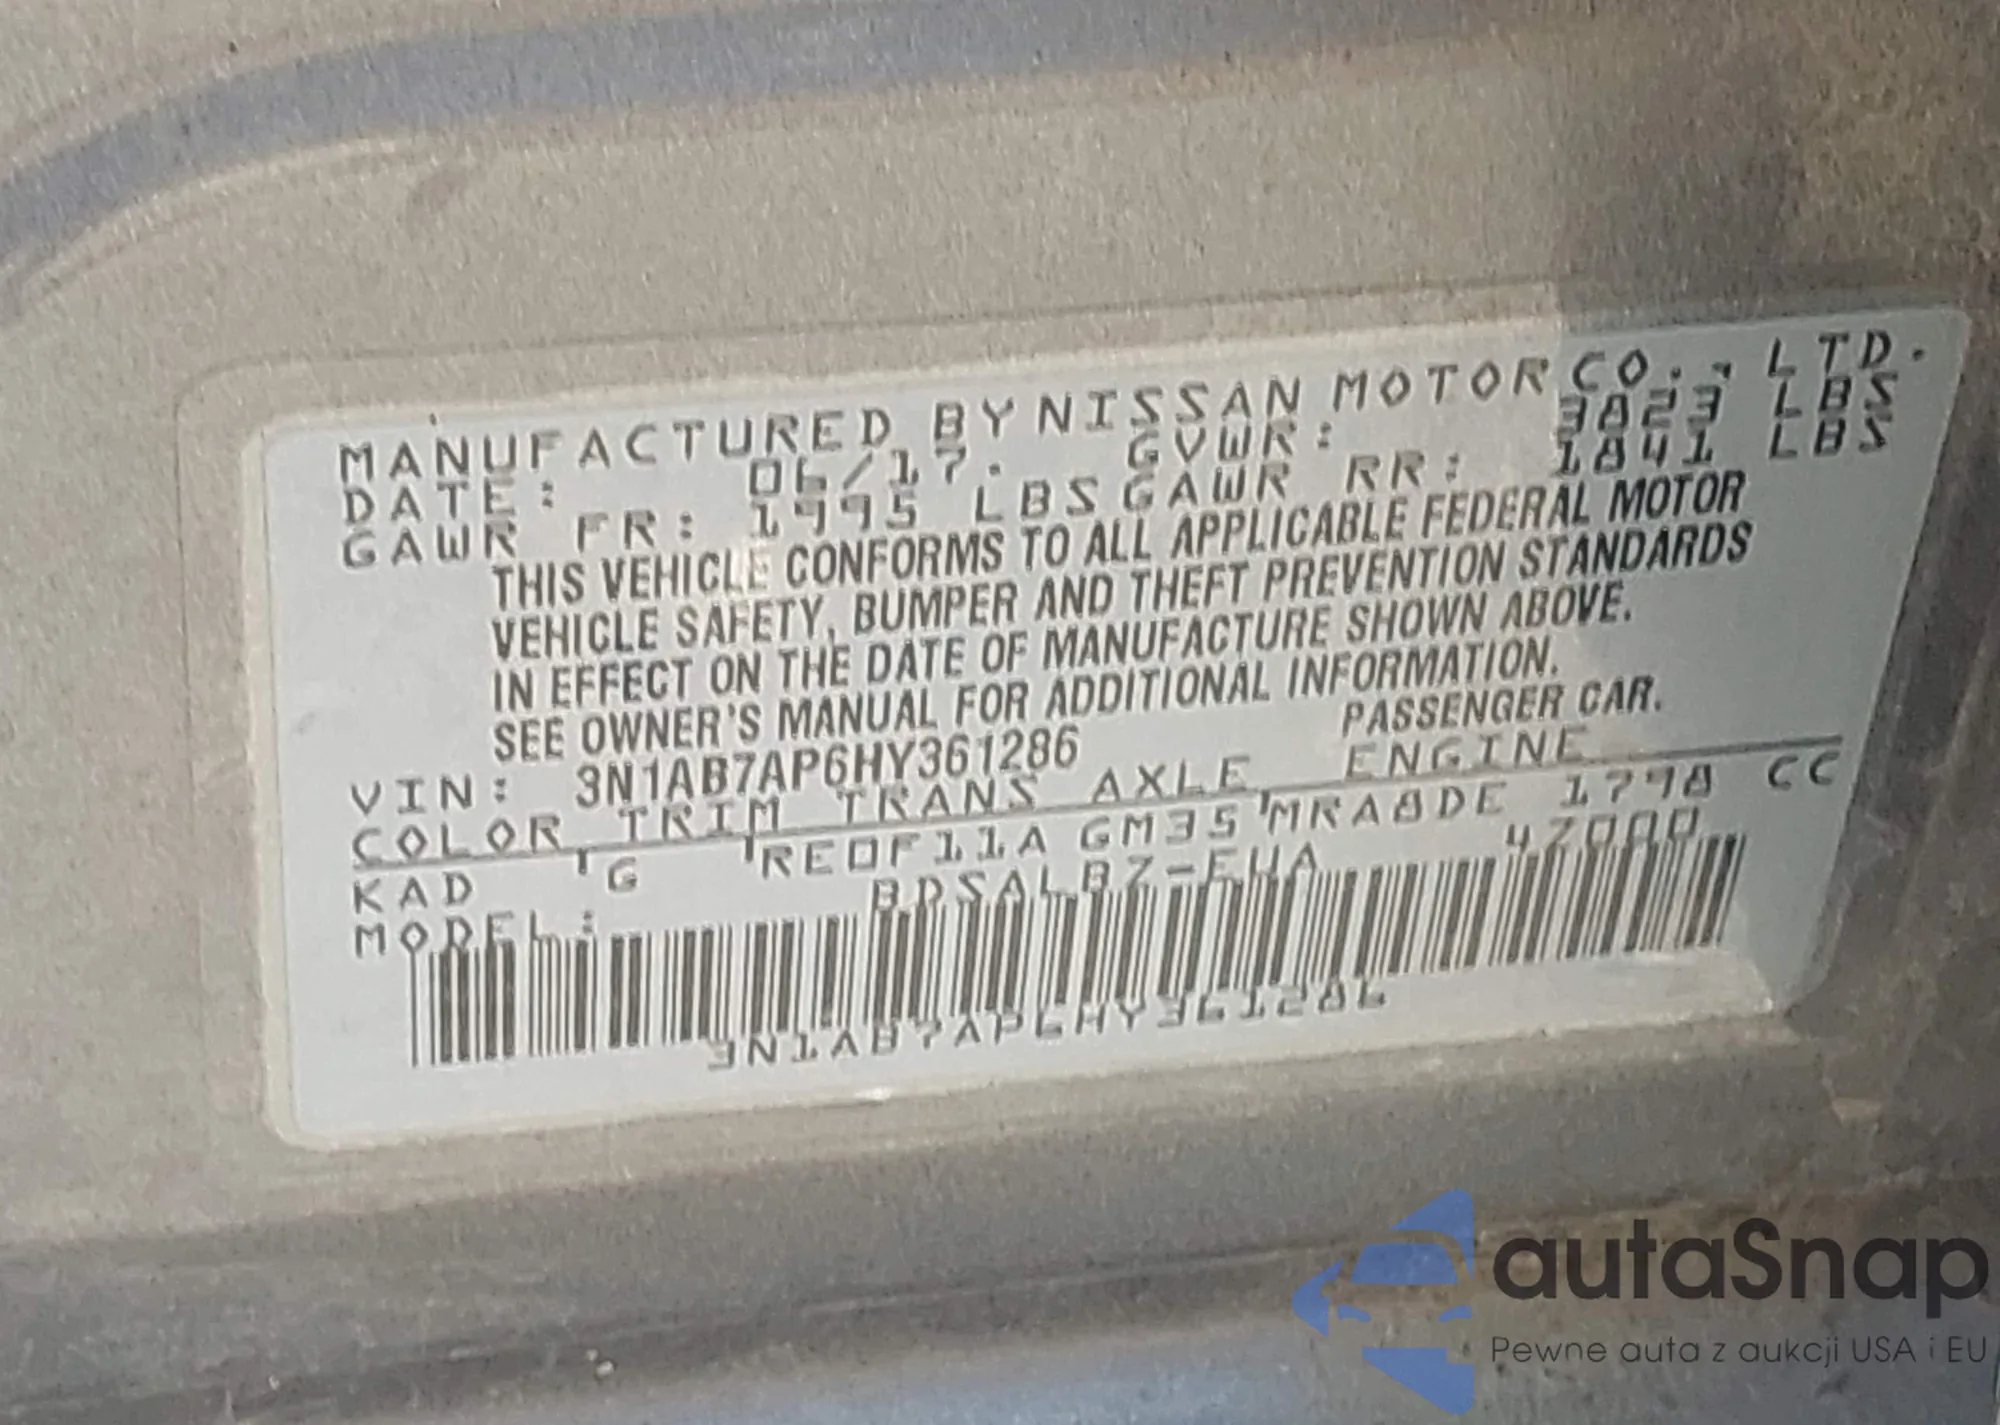 MANUFACTURED BY NISSAN MOTOR CO., LTD.
DATE: 06/17. GVWR: 3823 LBS
GAWR FR: 1995 LBS GAWR RR: 1841 LBS
THIS VEHICLE CONFORMS TO ALL APPLICABLE FEDERAL MOTOR
VEHICLE SAFETY, BUMPER AND THEFT PREVENTION STANDARDS
IN EFFECT ON THE DATE OF MANUFACTURE SHOWN ABOVE.
SEE OWNER'S MANUAL FOR ADDITIONAL INFORMATION.
VIN: 3N1AB7AP6HY361286 PASSENGER CAR.
COLOR TRIM TRANS AXLE ENGINE
KAD G RE0F11A GM35 MRA8DE 1798 CC
MODEL: BDSALBZ-EUA 4Z000
3N1AB7AP6HY361286
autaSnap
Pewne auta z aukcji USA i EU